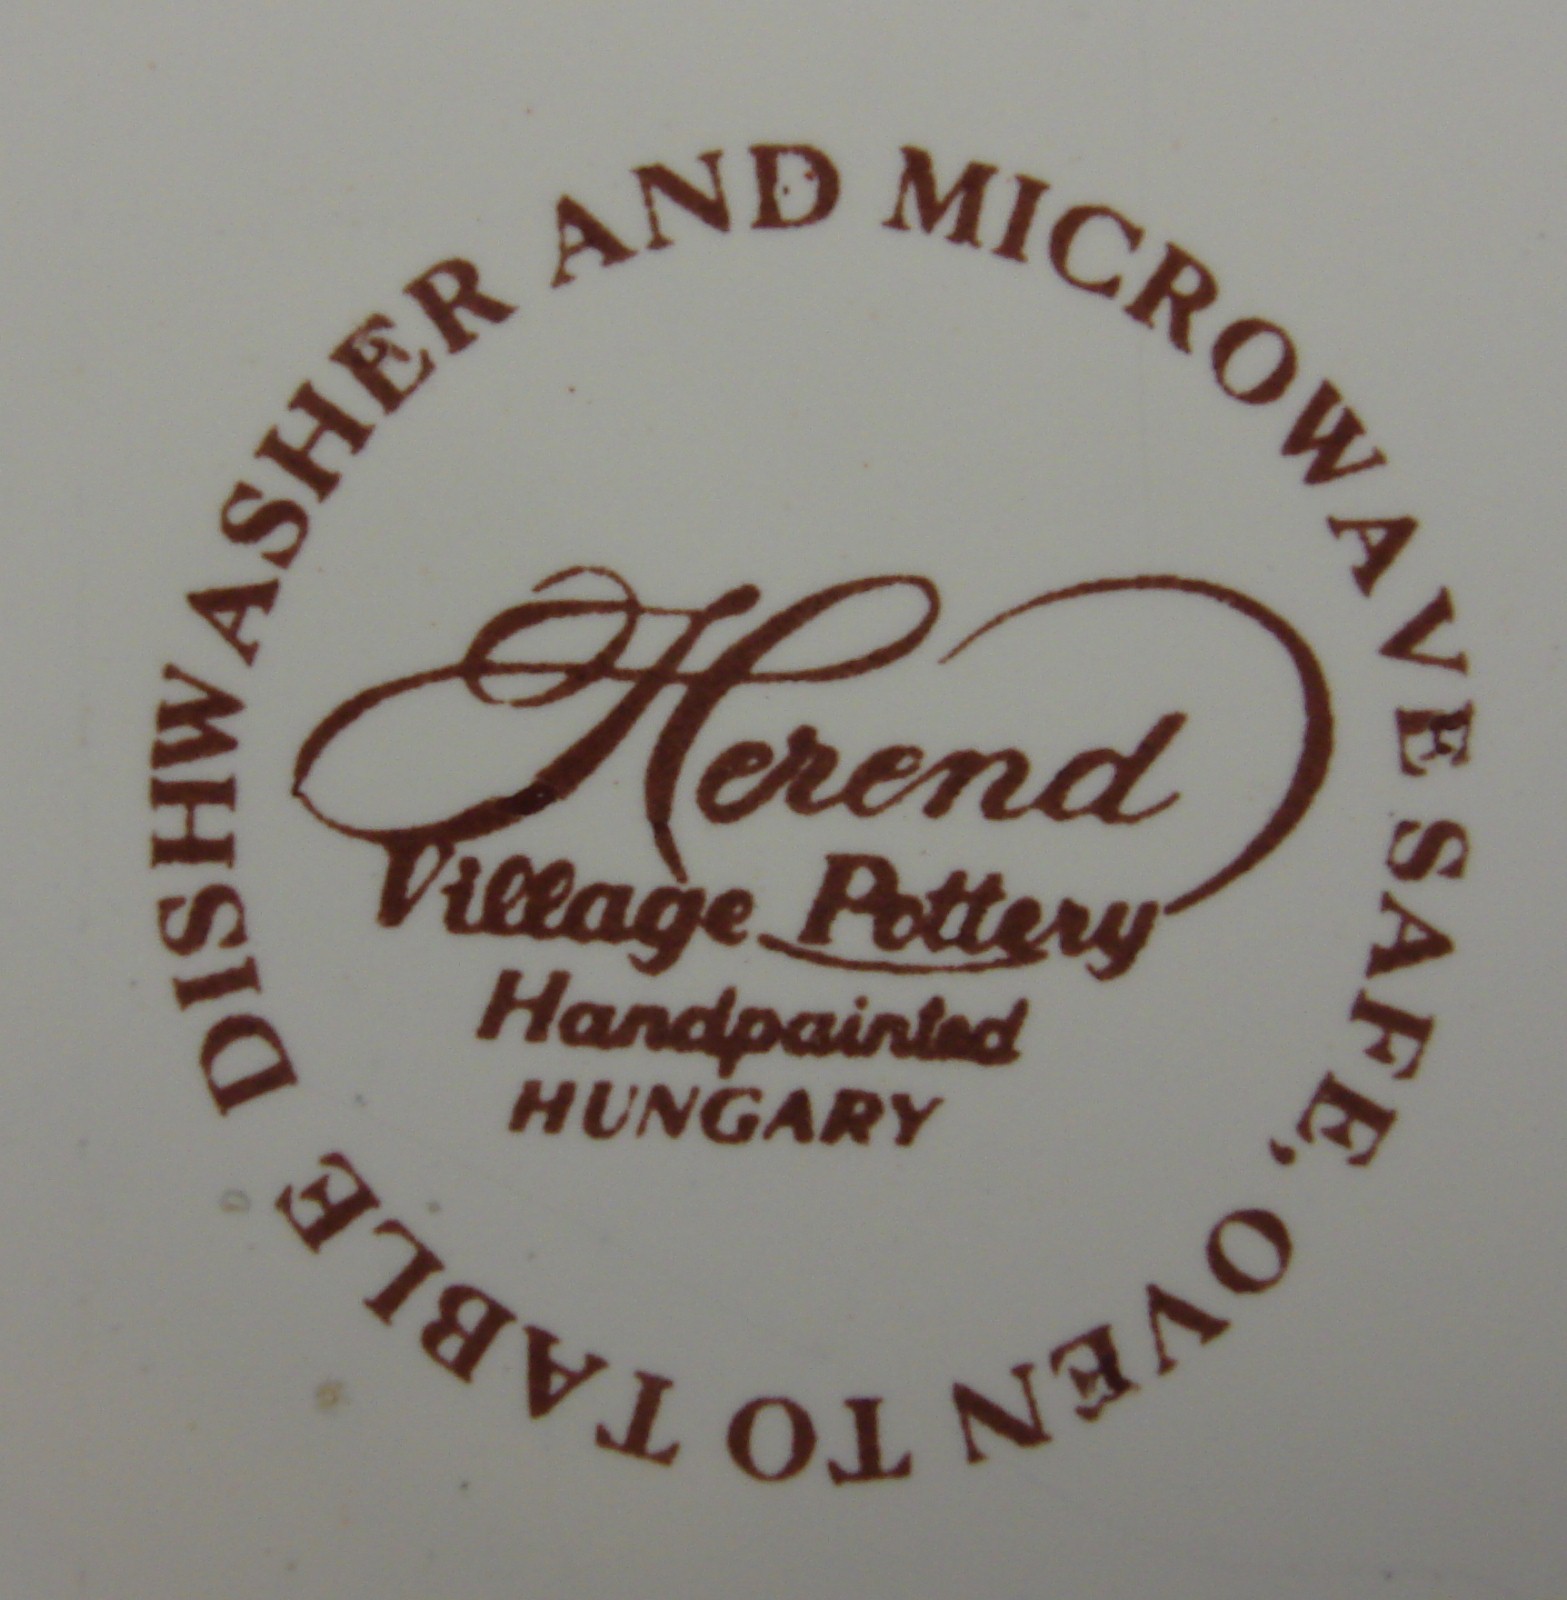 DISHWASHER AND MICROWAVE SAFE, OVEN TO TABLE
Herend
Village Pottery
Handpainted
HUNGARY